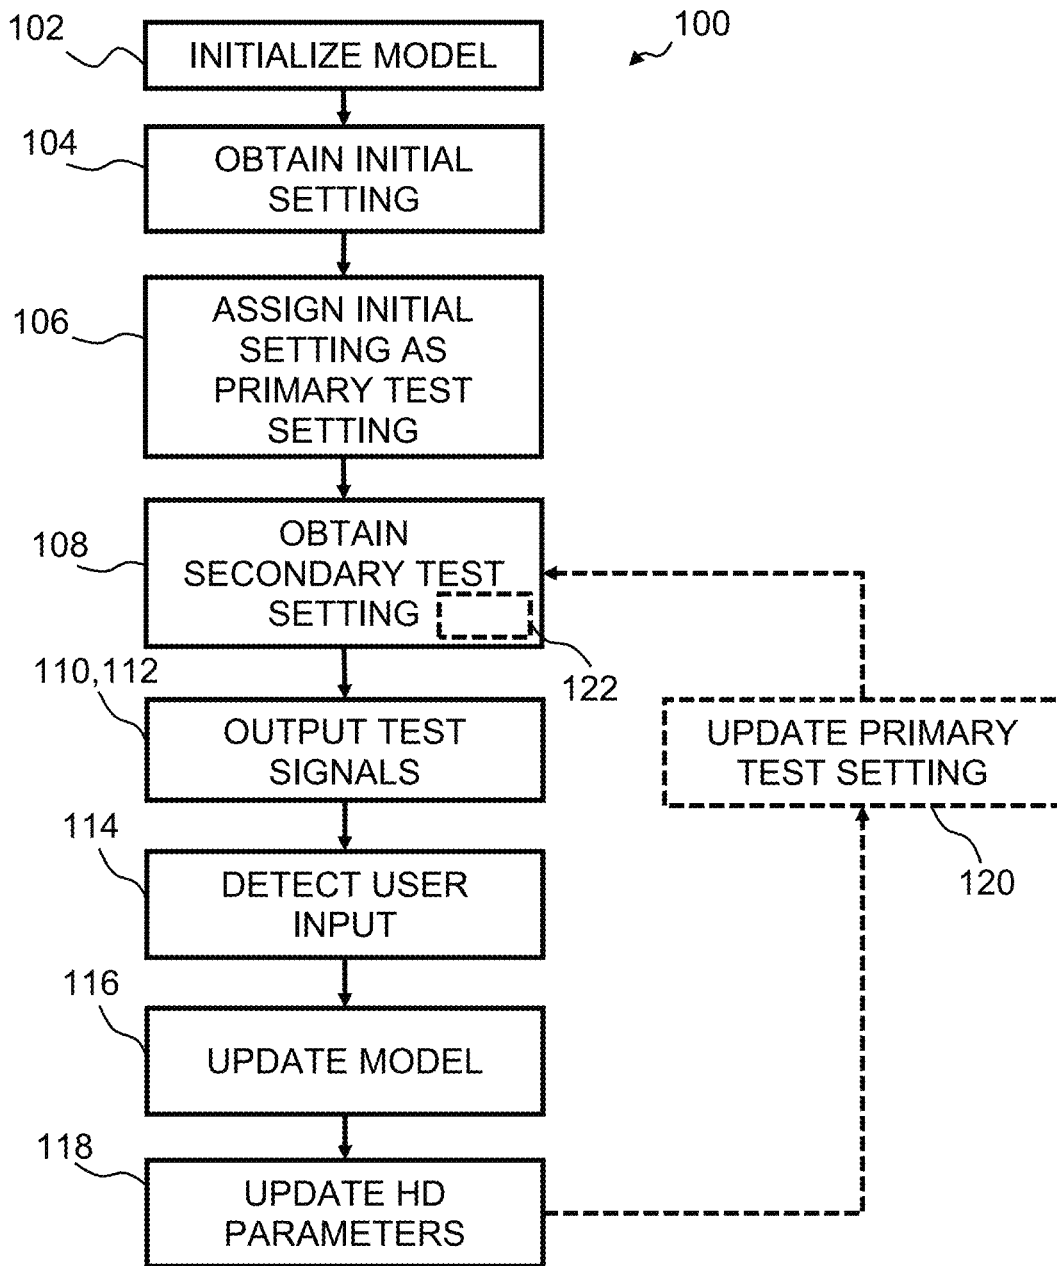 102
INITIALIZE MODEL
100
104
OBTAIN INITIAL
SETTING
106
ASSIGN INITIAL
SETTING AS
PRIMARY TEST
SETTING
108
OBTAIN
SECONDARY TEST
SETTING
122
110,112
OUTPUT TEST
SIGNALS
UPDATE PRIMARY
TEST SETTING
120
114
DETECT USER
INPUT
116
UPDATE MODEL
118
UPDATE HD
PARAMETERS